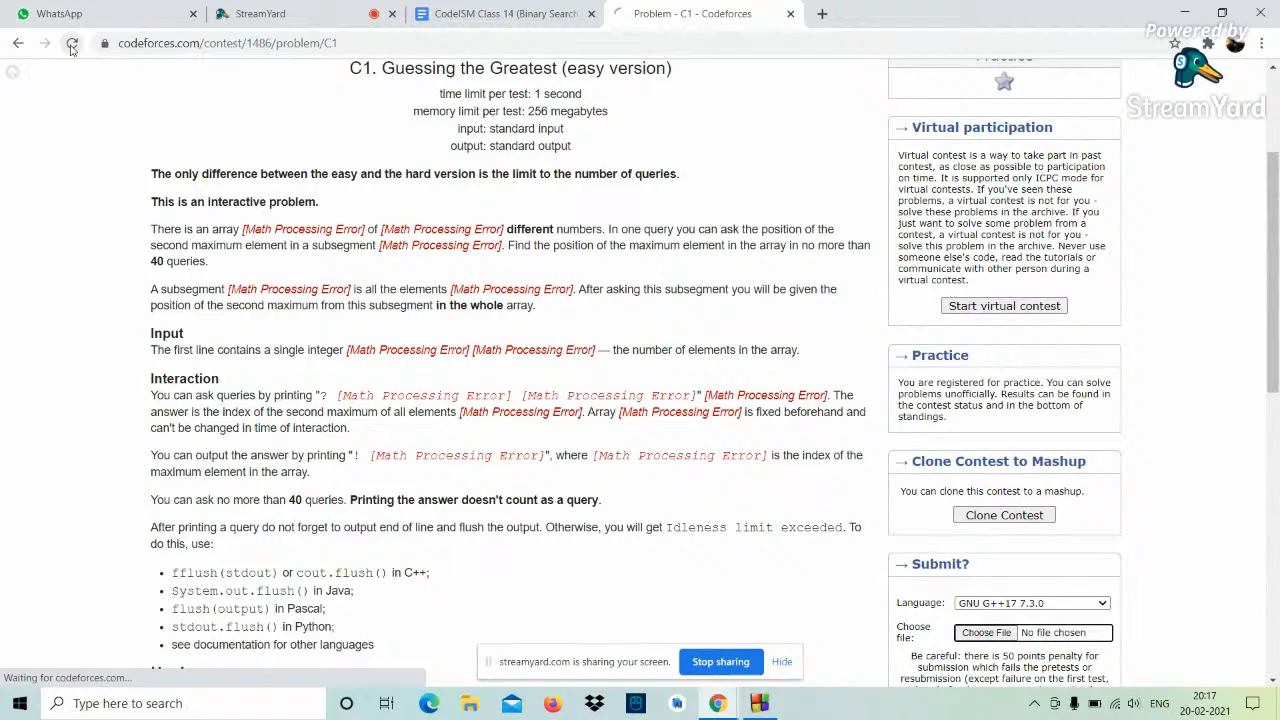 WhatsApp
StreamYard
CodeISM Class 14 (Binary Search
Problem - C1 - Codeforces
codeforces.com/contest/1486/problem/C1
Powered by
StreamYard
C1. Guessing the Greatest (easy version)
time limit per test: 1 second
memory limit per test: 256 megabytes
input: standard input
output: standard output
The only difference between the easy and the hard version is the limit to the number of queries.
This is an interactive problem.
There is an array [Math Processing Error] of [Math Processing Error] different numbers. In one query you can ask the position of the
second maximum element in a subsegment [Math Processing Error]. Find the position of the maximum element in the array in no more than
40 queries.
A subsegment [Math Processing Error] is all the elements [Math Processing Error]. After asking this subsegment you will be given the
position of the second maximum from this subsegment in the whole array.
Input
The first line contains a single integer [Math Processing Error] [Math Processing Error] — the number of elements in the array.
Interaction
You can ask queries by printing "? [Math Processing Error] [Math Processing Error]" [Math Processing Error]. The
answer is the index of the second maximum of all elements [Math Processing Error]. Array [Math Processing Error] is fixed beforehand and
can't be changed in time of interaction.
You can output the answer by printing "! [Math Processing Error]", where [Math Processing Error] is the index of the
maximum element in the array.
You can ask no more than 40 queries. Printing the answer doesn't count as a query.
After printing a query do not forget to output end of line and flush the output. Otherwise, you will get Idleness limit exceeded. To
do this, use:
• fflush(stdout) or cout.flush() in C++;
• System.out.flush() in Java;
• flush(output) in Pascal;
• stdout.flush() in Python;
• see documentation for other languages
→ Virtual participation
Virtual contest is a way to take part in past
contest, as close as possible to participation
on time. It is supported only ICPC mode for
virtual contests. If you've seen these
problems, a virtual contest is not for you -
solve these problems in the archive. If you
just want to solve some problem from a
contest, a virtual contest is not for you -
solve this problem in the archive. Never use
someone else's code, read the tutorials or
communicate with other person during a
virtual contest.
Start virtual contest
→ Practice
You are registered for practice. You can solve
problems unofficially. Results can be found in
the contest status and in the bottom of
standings.
→ Clone Contest to Mashup
You can clone this contest to a mashup.
Clone Contest
→ Submit?
Language: GNU G++17 7.3.0
Choose
file: Choose File No file chosen
Be careful: there is 50 points penalty for
submission which fails the pretests or
resubmission (except failure on the first test,
streamyard.com is sharing your screen. Stop sharing Hide
Waiting for codeforces.com...
Type here to search
ENG
20:17
20-02-2021